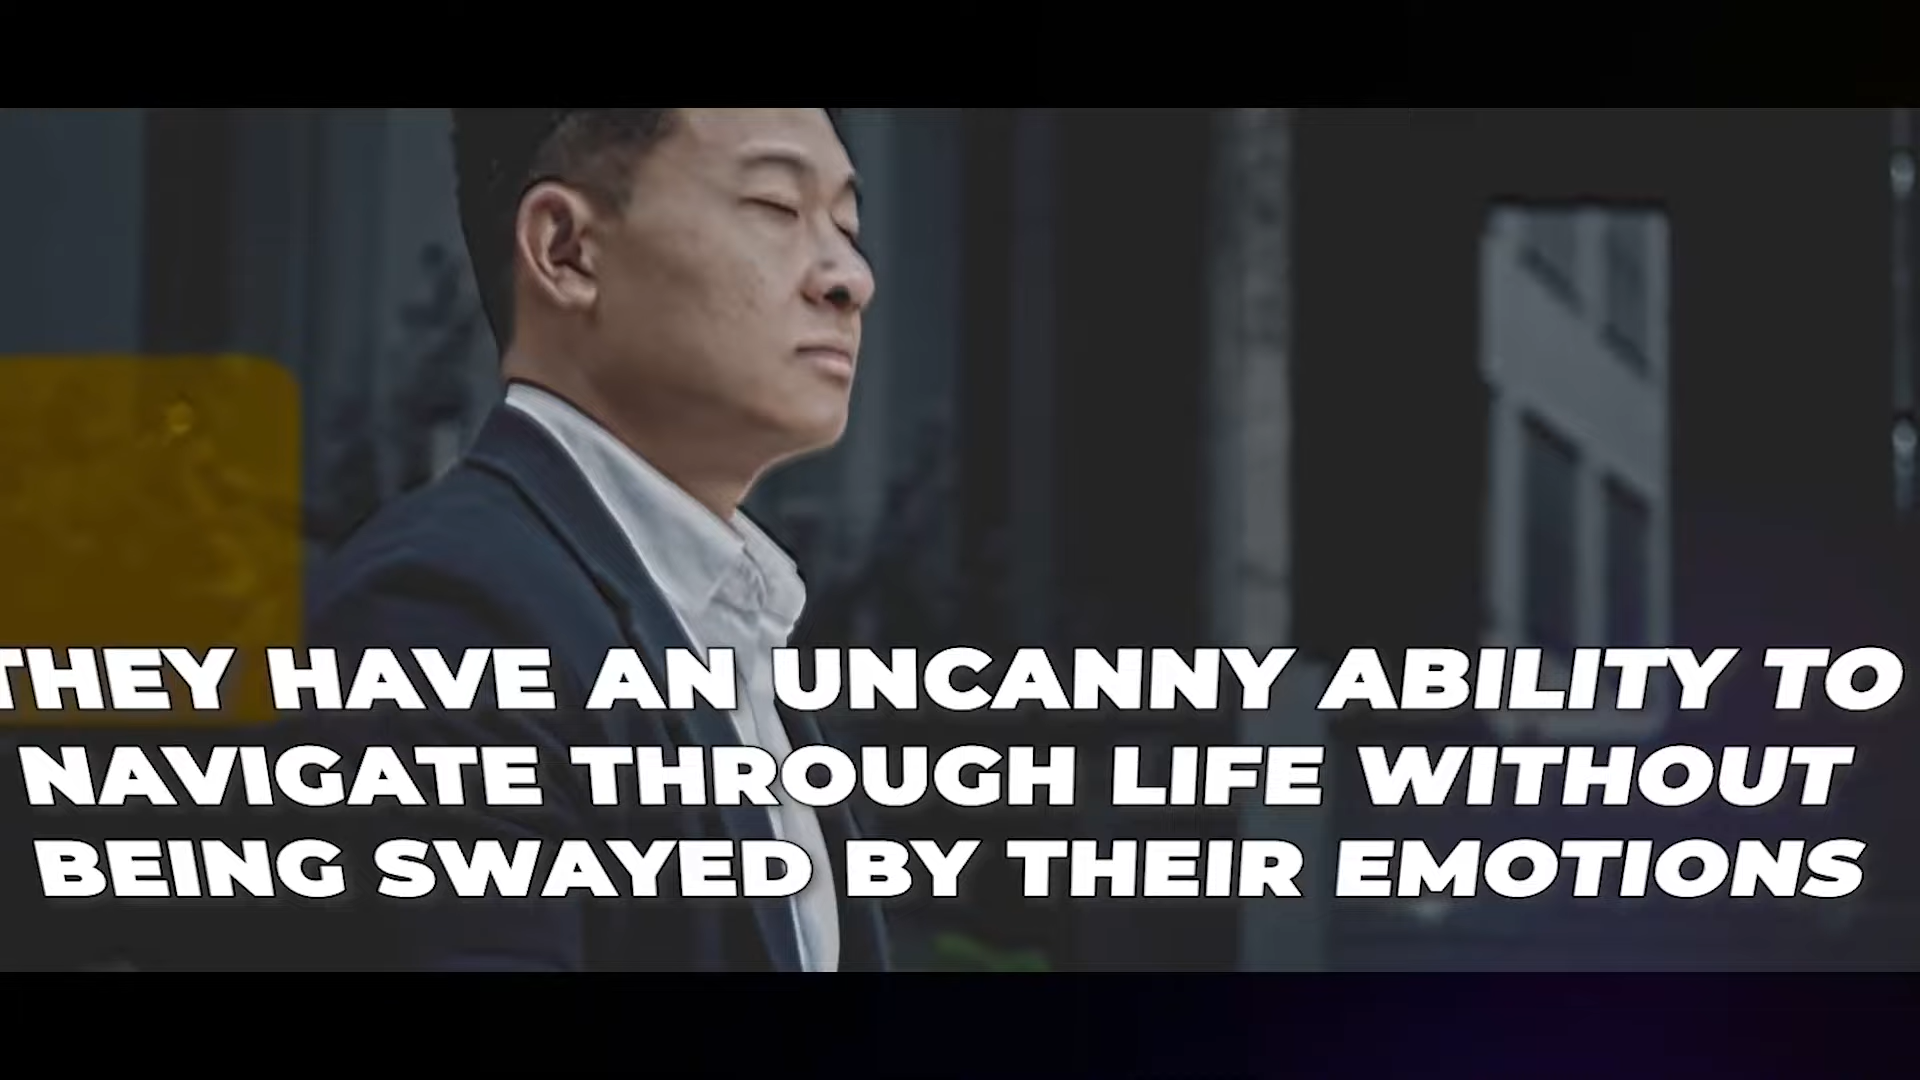 THEY HAVE AN UNCANNY ABILITY TO
NAVIGATE THROUGH LIFE WITHOUT
BEING SWAYED BY THEIR EMOTIONS